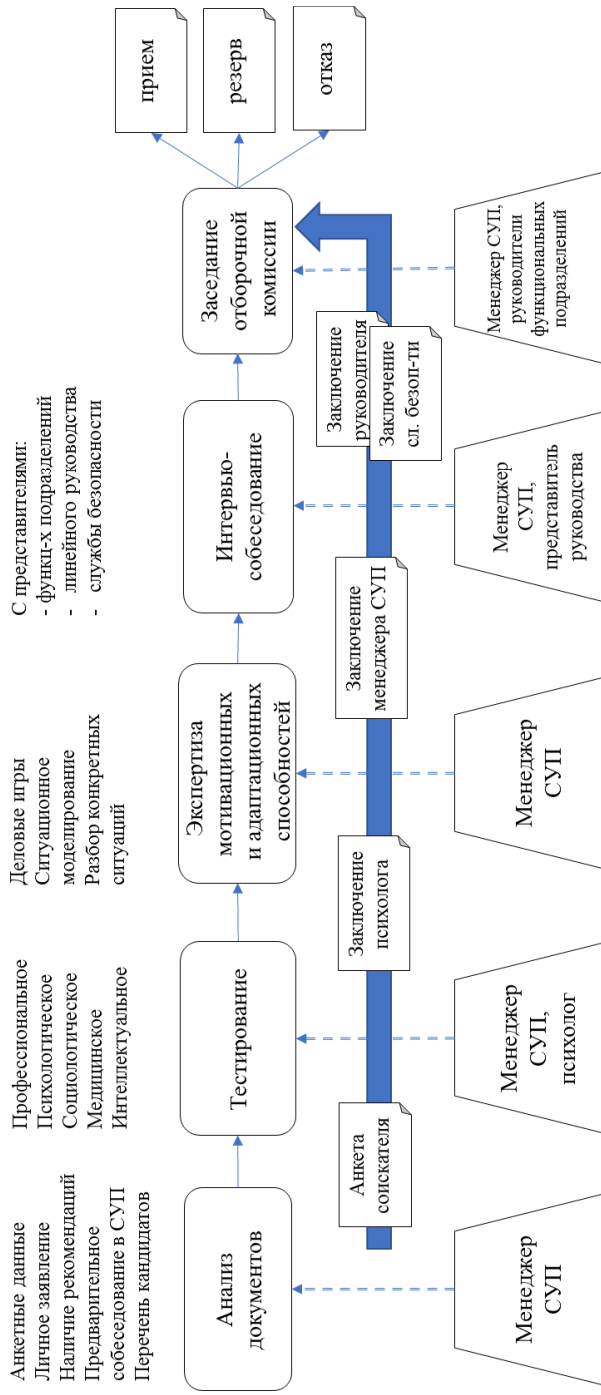 Анкетные данные
Личное заявление
Наличие рекомендаций
Предварительное
собеседование в СУП
Перечень кандидатов
Профессиональное
Психологическое
Социологическое
Медицинское
Интеллектуальное
Деловые игры
Ситуационное
моделирование
Разбор конкретных
ситуаций
С представителями:
- функц-х подразделений
- линейного руководства
- службы безопасности
Анализ
документов
Тестирование
Экспертиза
мотивационных
и адаптационных
способностей
Интервью-
собеседование
Заседание
отборочной
комиссии
прием
резерв
отказ
Анкета
соискателя
Заключение
психолога
Заключение
менеджера СУП
Заключение
руководителя
Заключение
сл. безоп-ти
Менеджер
СУП
Менеджер
СУП,
психолог
Менеджер
СУП
Менеджер
СУП,
представитель
руководства
Менеджер СУП,
руководители
функциональных
подразделений